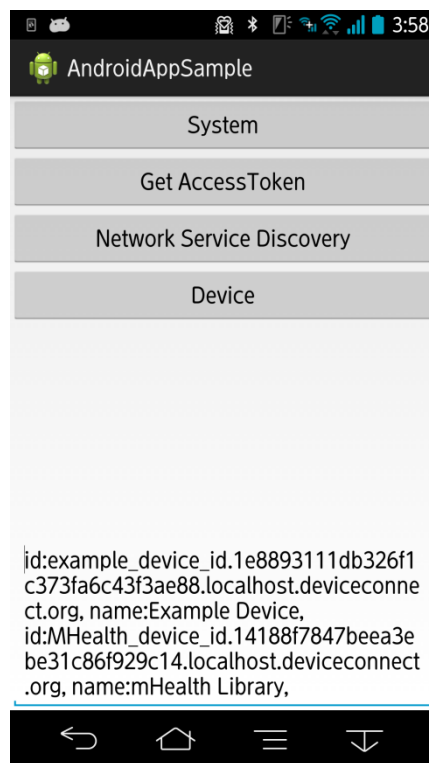 3:58
AndroidAppSample
System
Get AccessToken
Network Service Discovery
Device
id:example_device_id.1e8893111db326f1
c373fa6c43f3ae88.localhost.deviceconne
ct.org, name:Example Device,
id:MHealth_device_id.14188f7847beea3e
be31c86f929c14.localhost.deviceconnect
.org, name:mHealth Library,